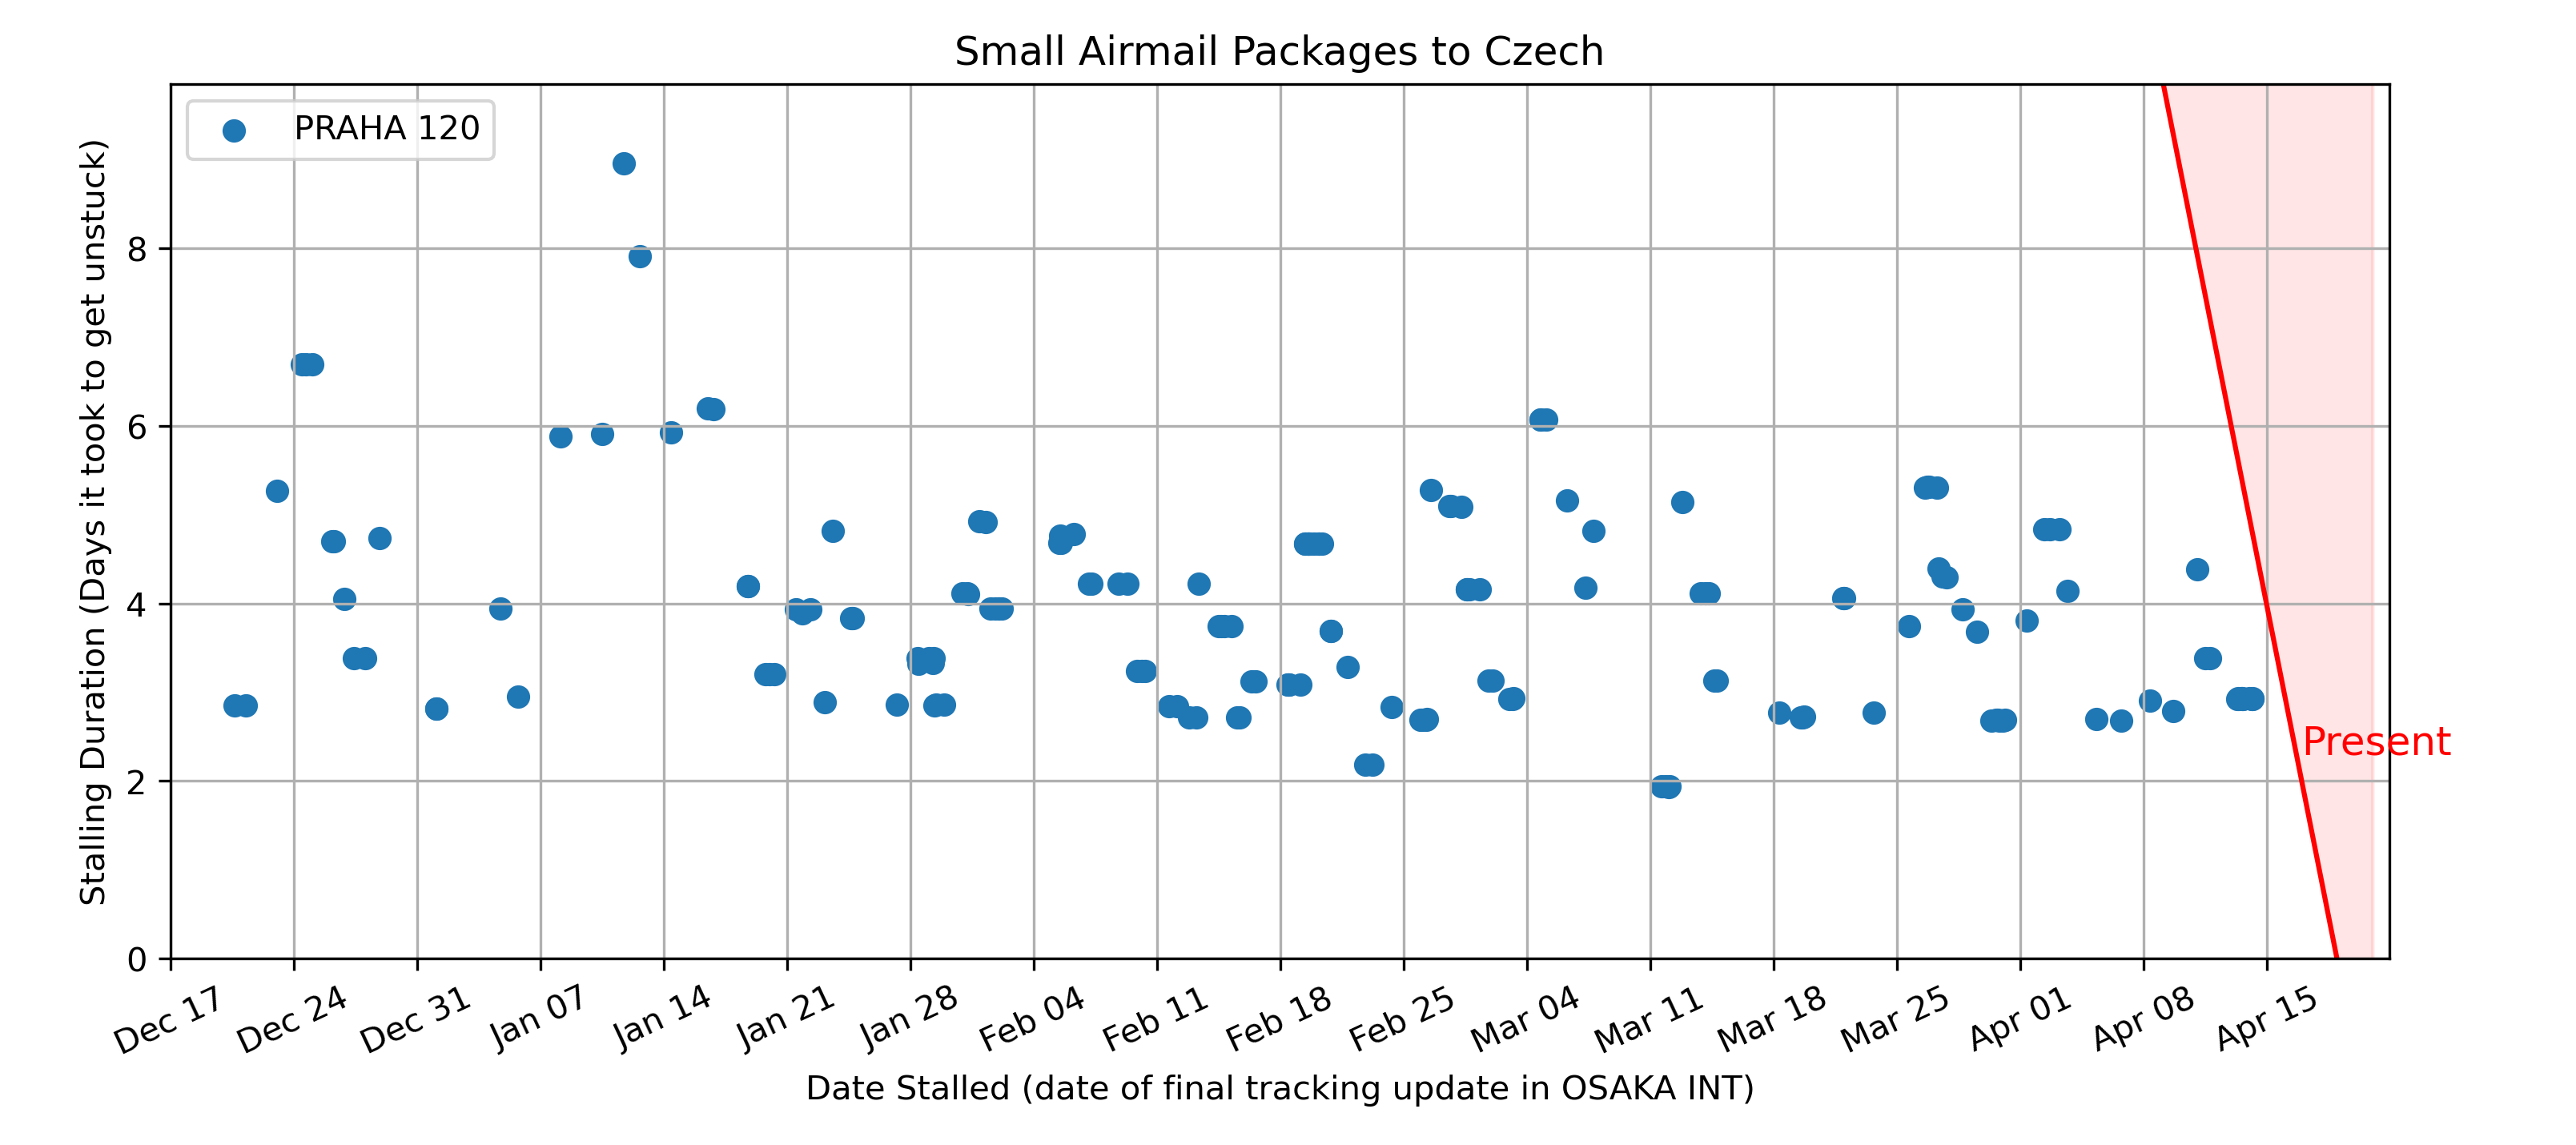 Small Airmail Packages to Czech
PRAHA 120
Stalling Duration (Days it took to get unstuck)
8
6
4
2
0
Present
Dec 17
Dec 24
Dec 31
Jan 07
Jan 14
Jan 21
Jan 28
Feb 04
Feb 11
Feb 18
Feb 25
Mar 04
Mar 11
Mar 18
Mar 25
Apr 01
Apr 08
Apr 15
Date Stalled (date of final tracking update in OSAKA INT)